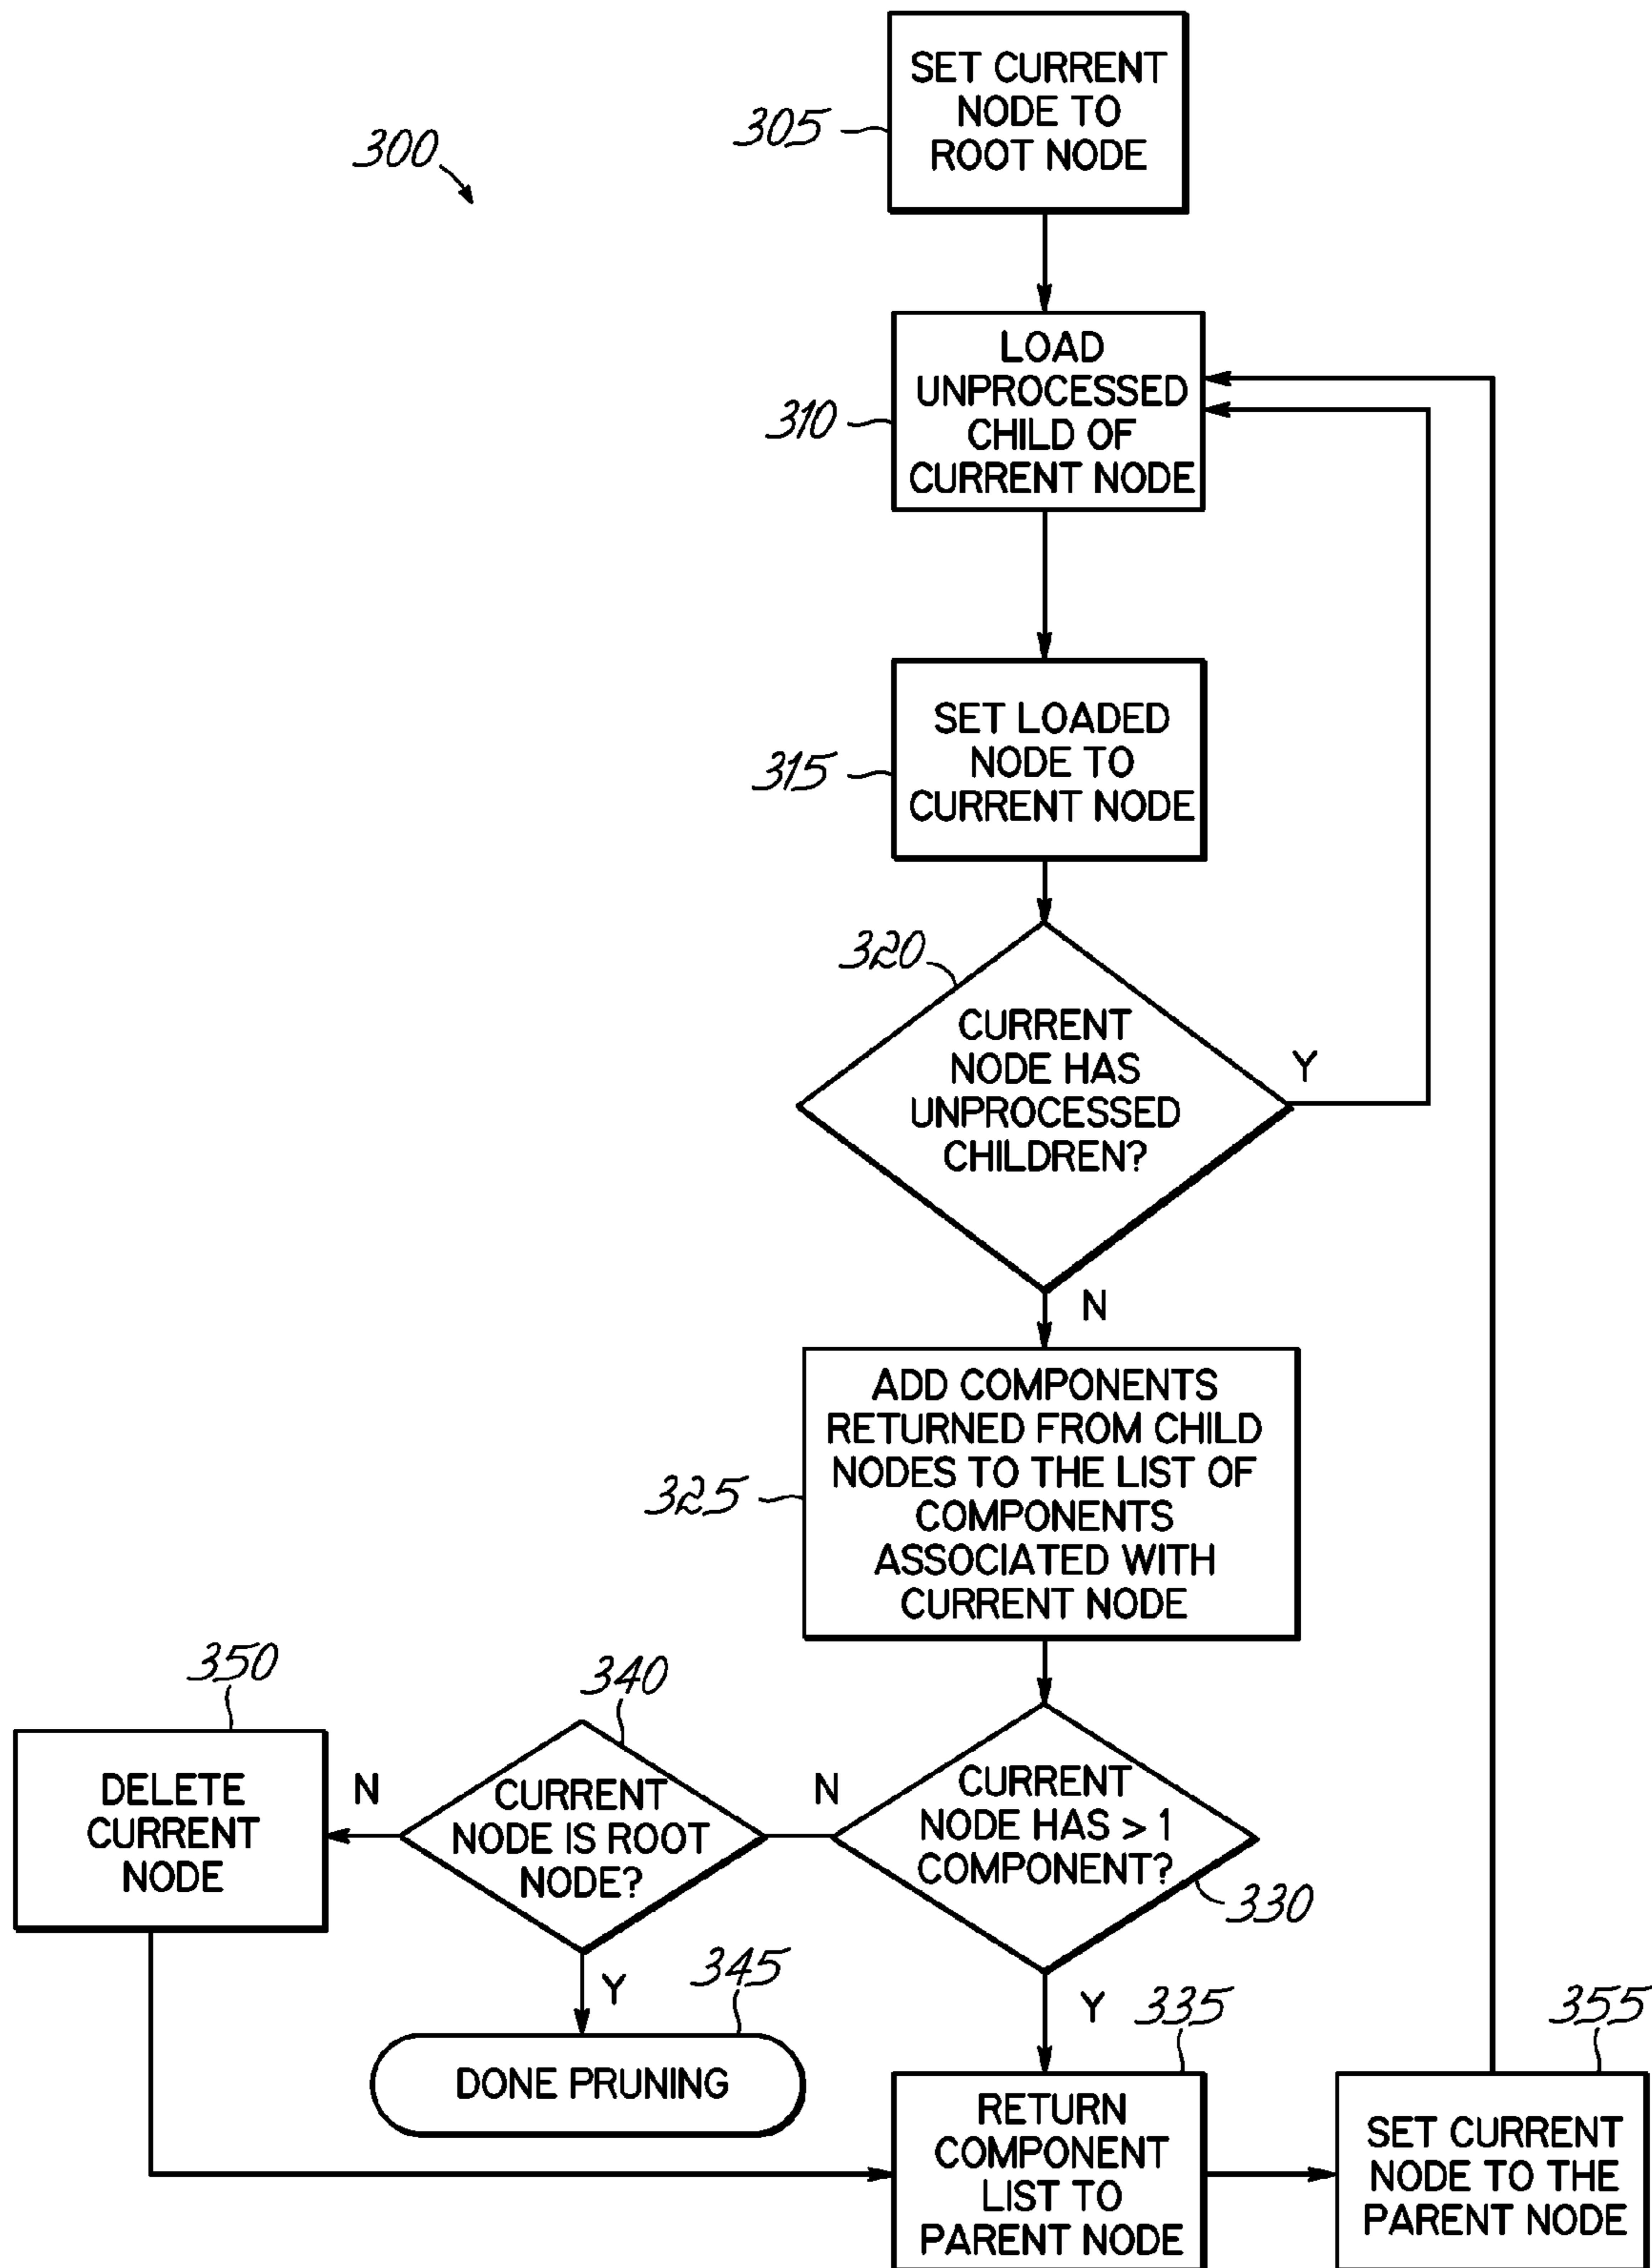 300
305
SET CURRENT
NODE TO
ROOT NODE
310
LOAD
UNPROCESSED
CHILD OF
CURRENT NODE
315
SET LOADED
NODE TO
CURRENT NODE
320
CURRENT
NODE HAS
UNPROCESSED
CHILDREN?
Y
N
325
ADD COMPONENTS
RETURNED FROM CHILD
NODES TO THE LIST OF
COMPONENTS
ASSOCIATED WITH
CURRENT NODE
330
CURRENT
NODE HAS > 1
COMPONENT?
N
Y
340
CURRENT
NODE IS ROOT
NODE?
N
Y
350
DELETE
CURRENT
NODE
345
DONE PRUNING
335
RETURN
COMPONENT
LIST TO
PARENT NODE
355
SET CURRENT
NODE TO THE
PARENT NODE